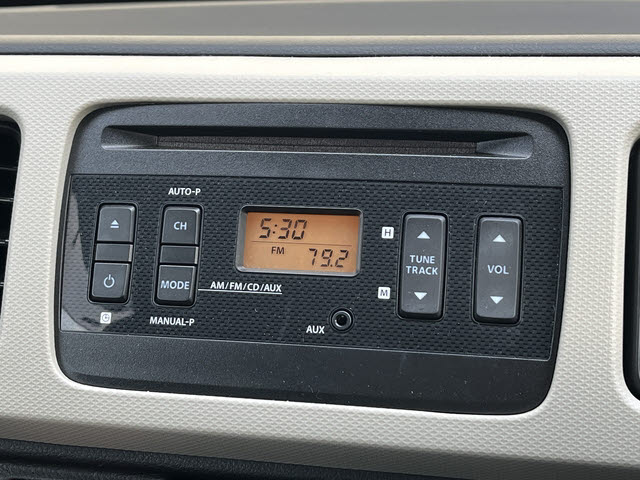 AUTO-P
CH
MODE
AM/FM/CD/AUX
MANUAL-P
5:30
FM
79.2
AUX
H
M
TUNE
TRACK
VOL